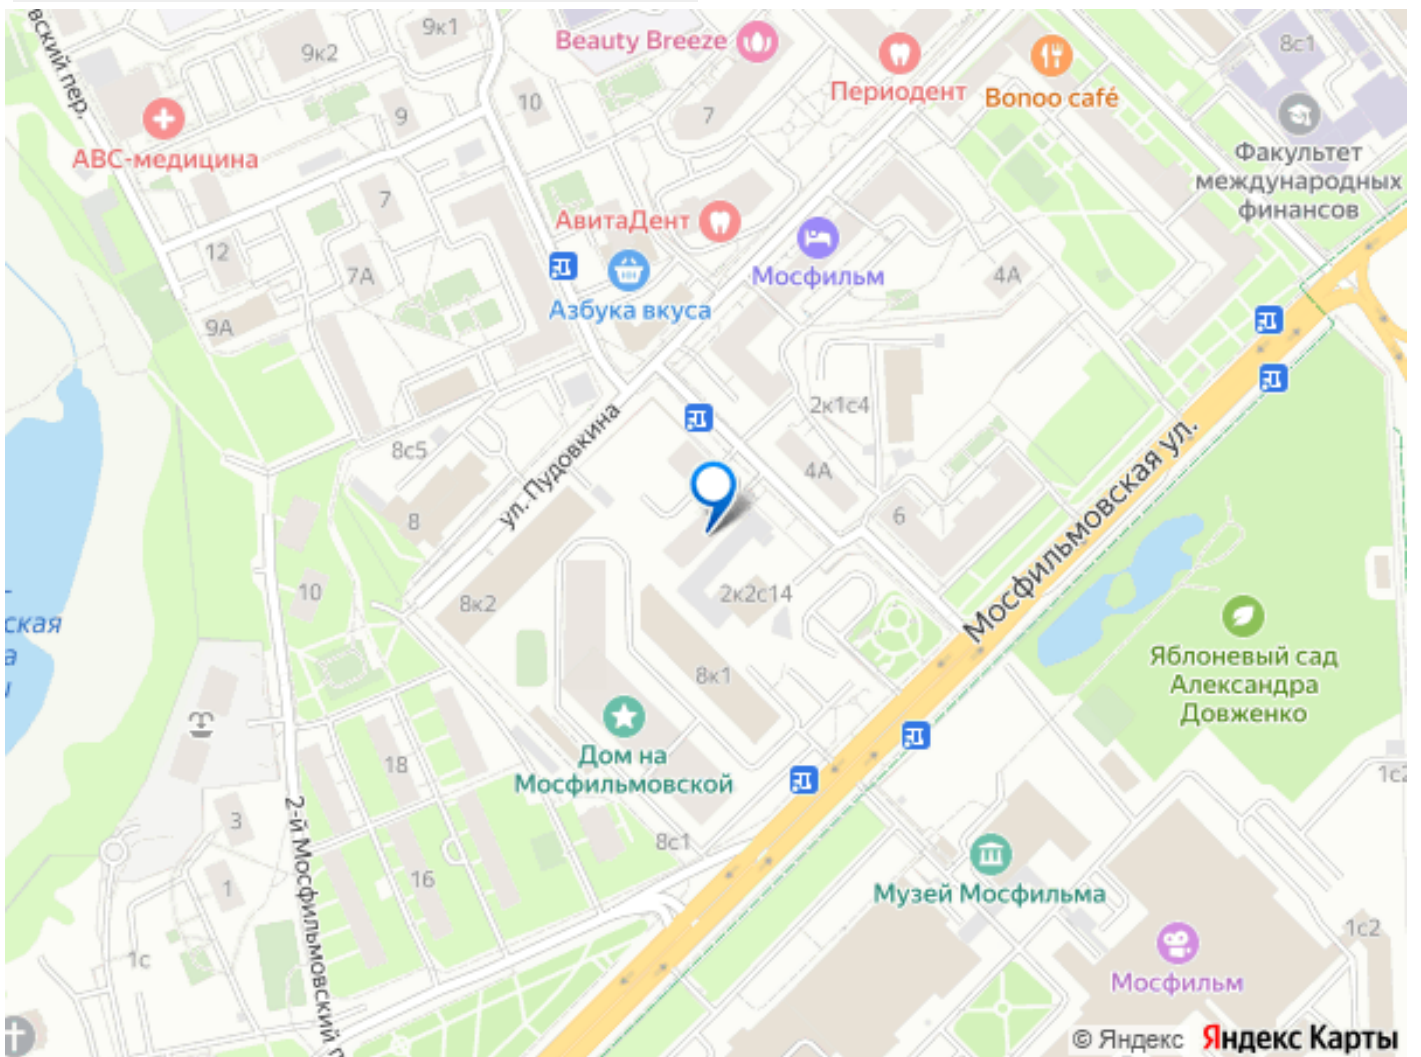 9к1
9к2
Beauty Breeze
8с1
Периодент
Bonoo café
вский пер.
9
10
7
АВС-медицина
Факультет
международных
финансов
7
АвитаДент
12
7А
Мосфильм
4А
Азбука вкуса
9А
2к1с4
ул. Пудовкина
8с5
4А
Мосфильмовская ул.
8
6
10
8к2
2к2с14
ская
а
Яблоневый сад
Александра
Довженко
8к1
Дом на
Мосфильмовской
18
1с2
3
2-й Мосфильмовский п
8с1
16
1
Музей Мосфильма
1с2
1с
Мосфильм
© Яндекс Яндекс Карты